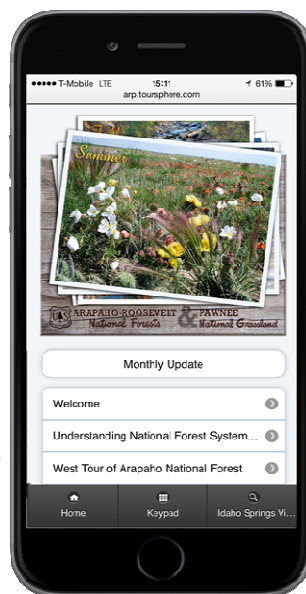 T-Mobile LTE 15:11 61%
arp.toursphere.com
Summer
ARAPAHO-ROOSEVELT & PAWNEE
National Forests National Grassland
Monthly Update
Welcome
Understanding National Forest System...
West Tour of Arapaho National Forest
Home Keypad Idaho Springs Vi...